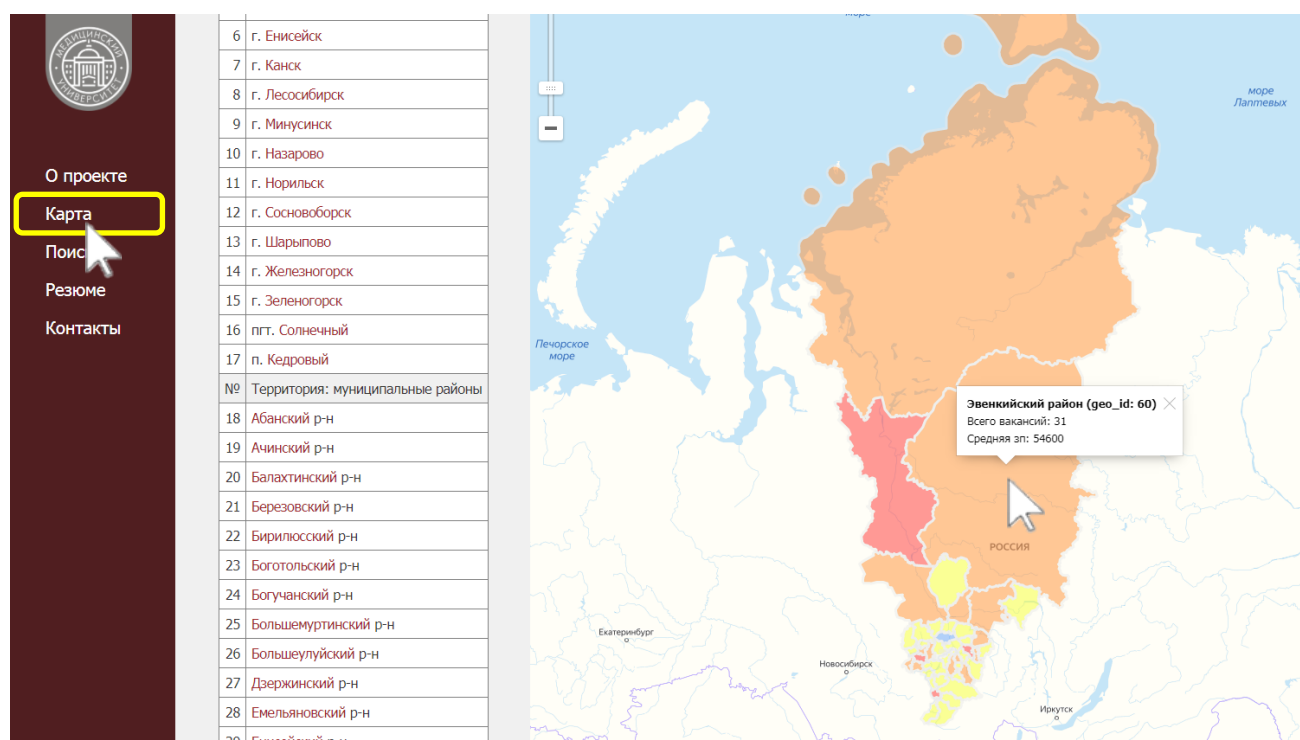 МЕДИЦИНСКИЙ
УНИВЕРСИТЕТ
О проекте
Карта
Поис
Резюме
Контакты
6 г. Енисейск
7 г. Канск
8 г. Лесосибирск
9 г. Минусинск
10 г. Назарово
11 г. Норильск
12 г. Сосновоборск
13 г. Шарыпово
14 г. Железногорск
15 г. Зеленогорск
16 пгт. Солнечный
17 п. Кедровый
№ Территория: муниципальные районы
18 Абанский р-н
19 Ачинский р-н
20 Балахтинский р-н
21 Березовский р-н
22 Бирилюсский р-н
23 Боготольский р-н
24 Богучанский р-н
25 Большемуртинский р-н
26 Большеулуйский р-н
27 Дзержинский р-н
28 Емельяновский р-н
море
море
Лаптевых
Печорское
море
Эвенкийский район (geo_id: 60)
Всего вакансий: 31
Средняя зп: 54600
РОССИЯ
Екатеринбург
Новосибирск
Иркутск